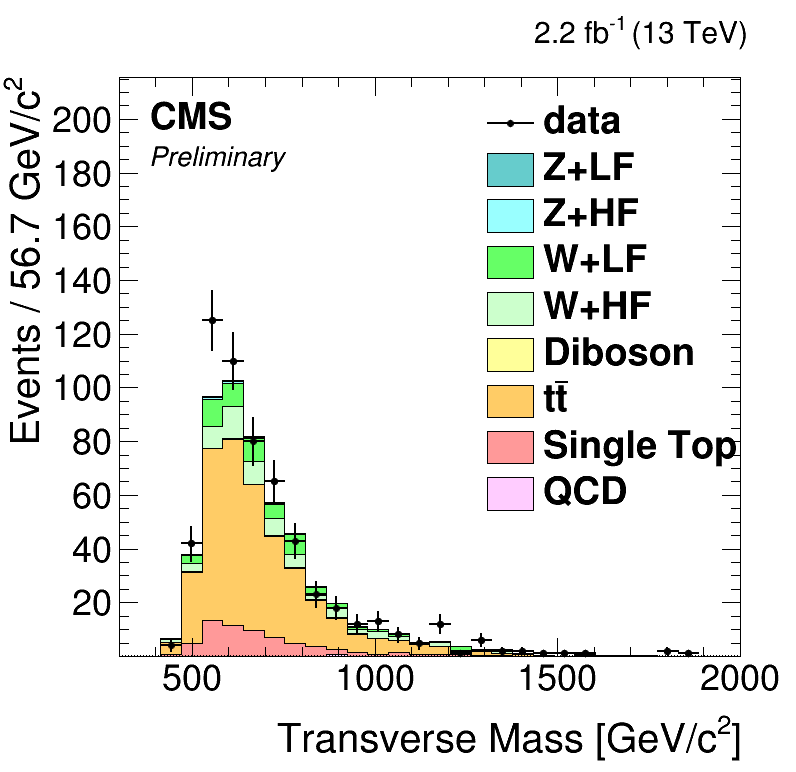 2.2 fb⁻¹ (13 TeV)
CMS
Preliminary
data
Z+LF
Z+HF
W+LF
W+HF
Diboson
tt̄
Single Top
QCD
Events / 56.7 GeV/c²
200
180
160
140
120
100
80
60
40
20
500 1000 1500 2000
Transverse Mass [GeV/c²]